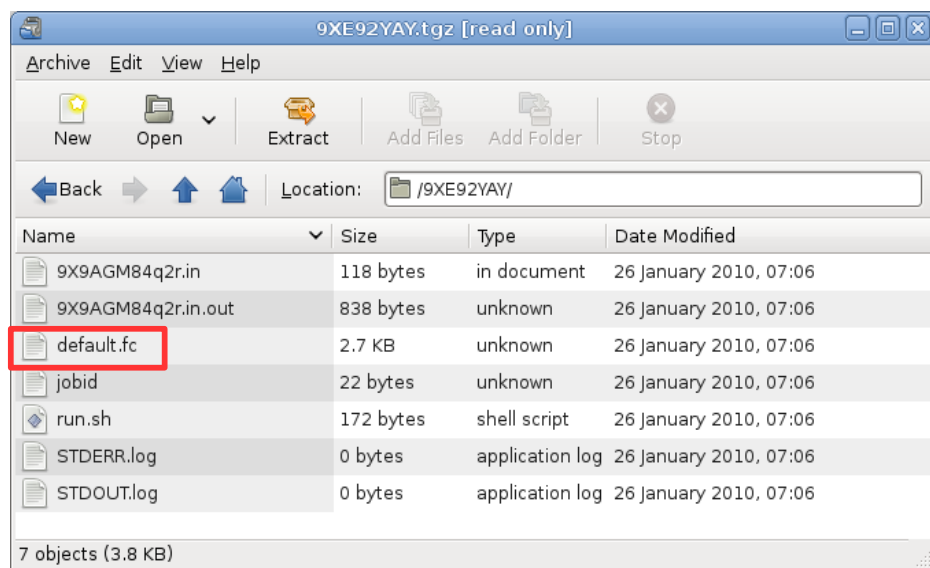 9XE92YAY.tgz [read only]
Archive Edit View Help
New Open Extract Add Files Add Folder Stop
Back Location: /9XE92YAY/
Name Size Type Date Modified
9X9AGM84q2r.in 118 bytes in document 26 January 2010, 07:06
9X9AGM84q2r.in.out 838 bytes unknown 26 January 2010, 07:06
default.fc 2.7 KB unknown 26 January 2010, 07:06
jobid 22 bytes unknown 26 January 2010, 07:06
run.sh 172 bytes shell script 26 January 2010, 07:06
STDERR.log 0 bytes application log 26 January 2010, 07:06
STDOUT.log 0 bytes application log 26 January 2010, 07:06
7 objects (3.8 KB)